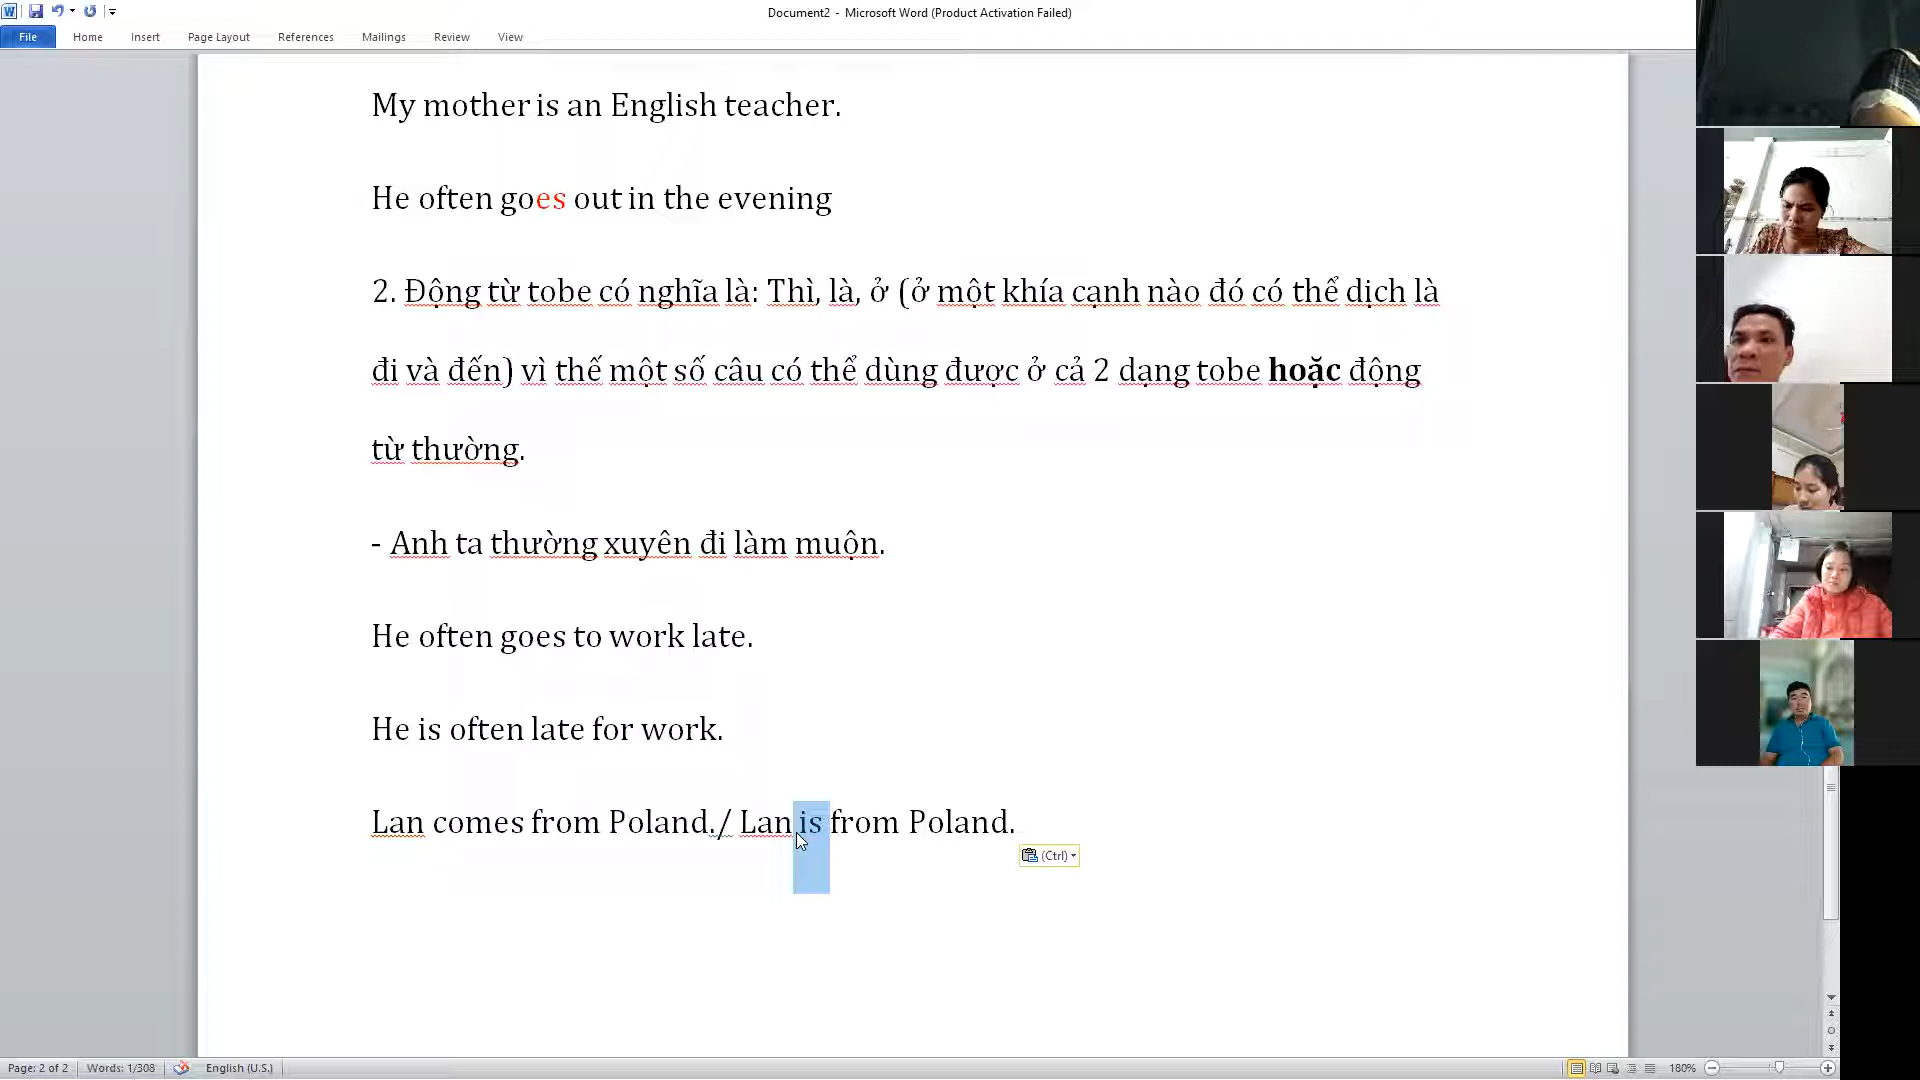 Document2 - Microsoft Word (Product Activation Failed)
File Home Insert Page Layout References Mailings Review View
My mother is an English teacher.
He often goes out in the evening
2. Động từ tobe có nghĩa là: Thì, là, ở (ở một khía cạnh nào đó có thể dịch là
đi và đến) vì thế một số câu có thể dùng được ở cả 2 dạng tobe hoặc động
từ thường.
- Anh ta thường xuyên đi làm muộn.
He often goes to work late.
He is often late for work.
Lan comes from Poland./ Lan is from Poland.
(Ctrl)
Page: 2 of 2 Words: 1/308 English (U.S.) 180%